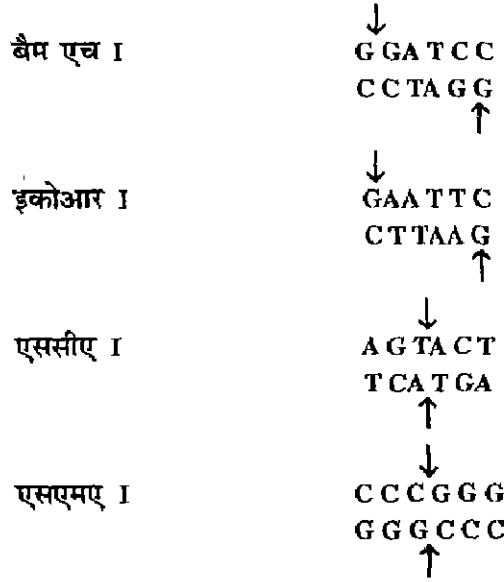 ↓
बैम एच I G GA T C C
C C TA G G
↑
↓
इकोआर I GAA T T C
C T TAA G
↑
↓
एससीए I A G TA C T
T CA T GA
↑
↓
एसएमए I C C C G G G
G G G C C C
↑